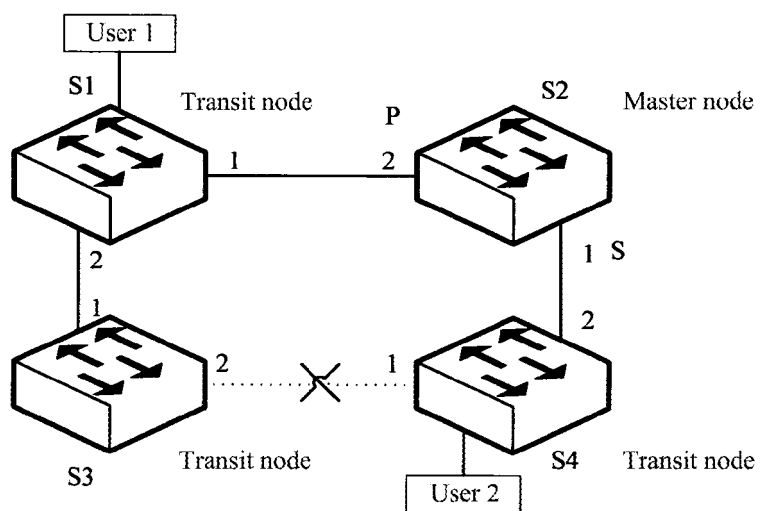 User 1
S1
Transit node
P
S2
Master node
1
2
2
1
S
1
2
2
1
S3
Transit node
S4
Transit node
User 2